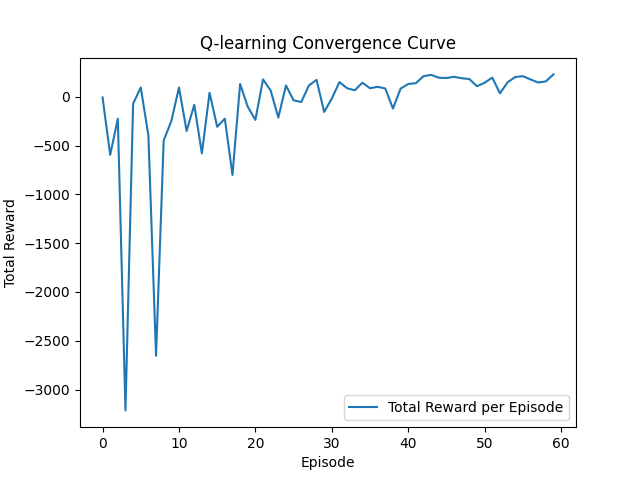 Q-learning Convergence Curve
Total Reward
0
−500
−1000
−1500
−2000
−2500
−3000
Total Reward per Episode
0 10 20 30 40 50 60
Episode